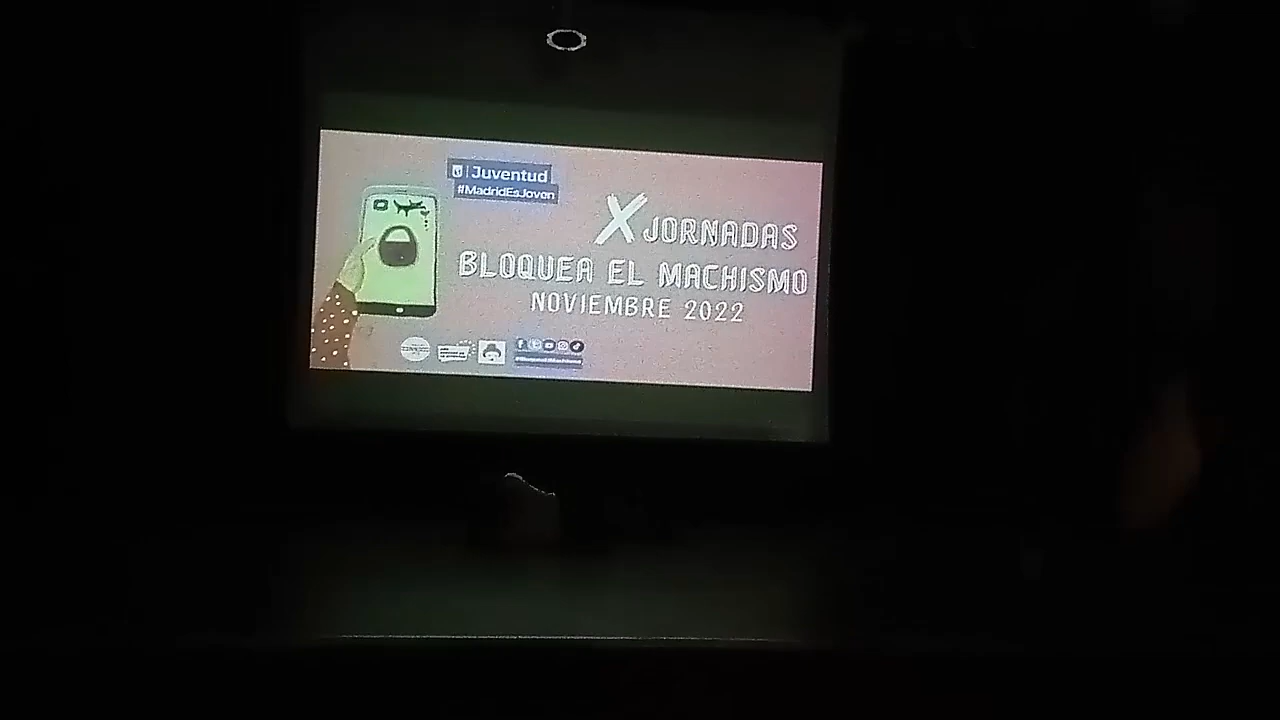 Juventud
#MadridEsJoven
X JORNADAS
BLOQUEA EL MACHISMO
NOVIEMBRE 2022